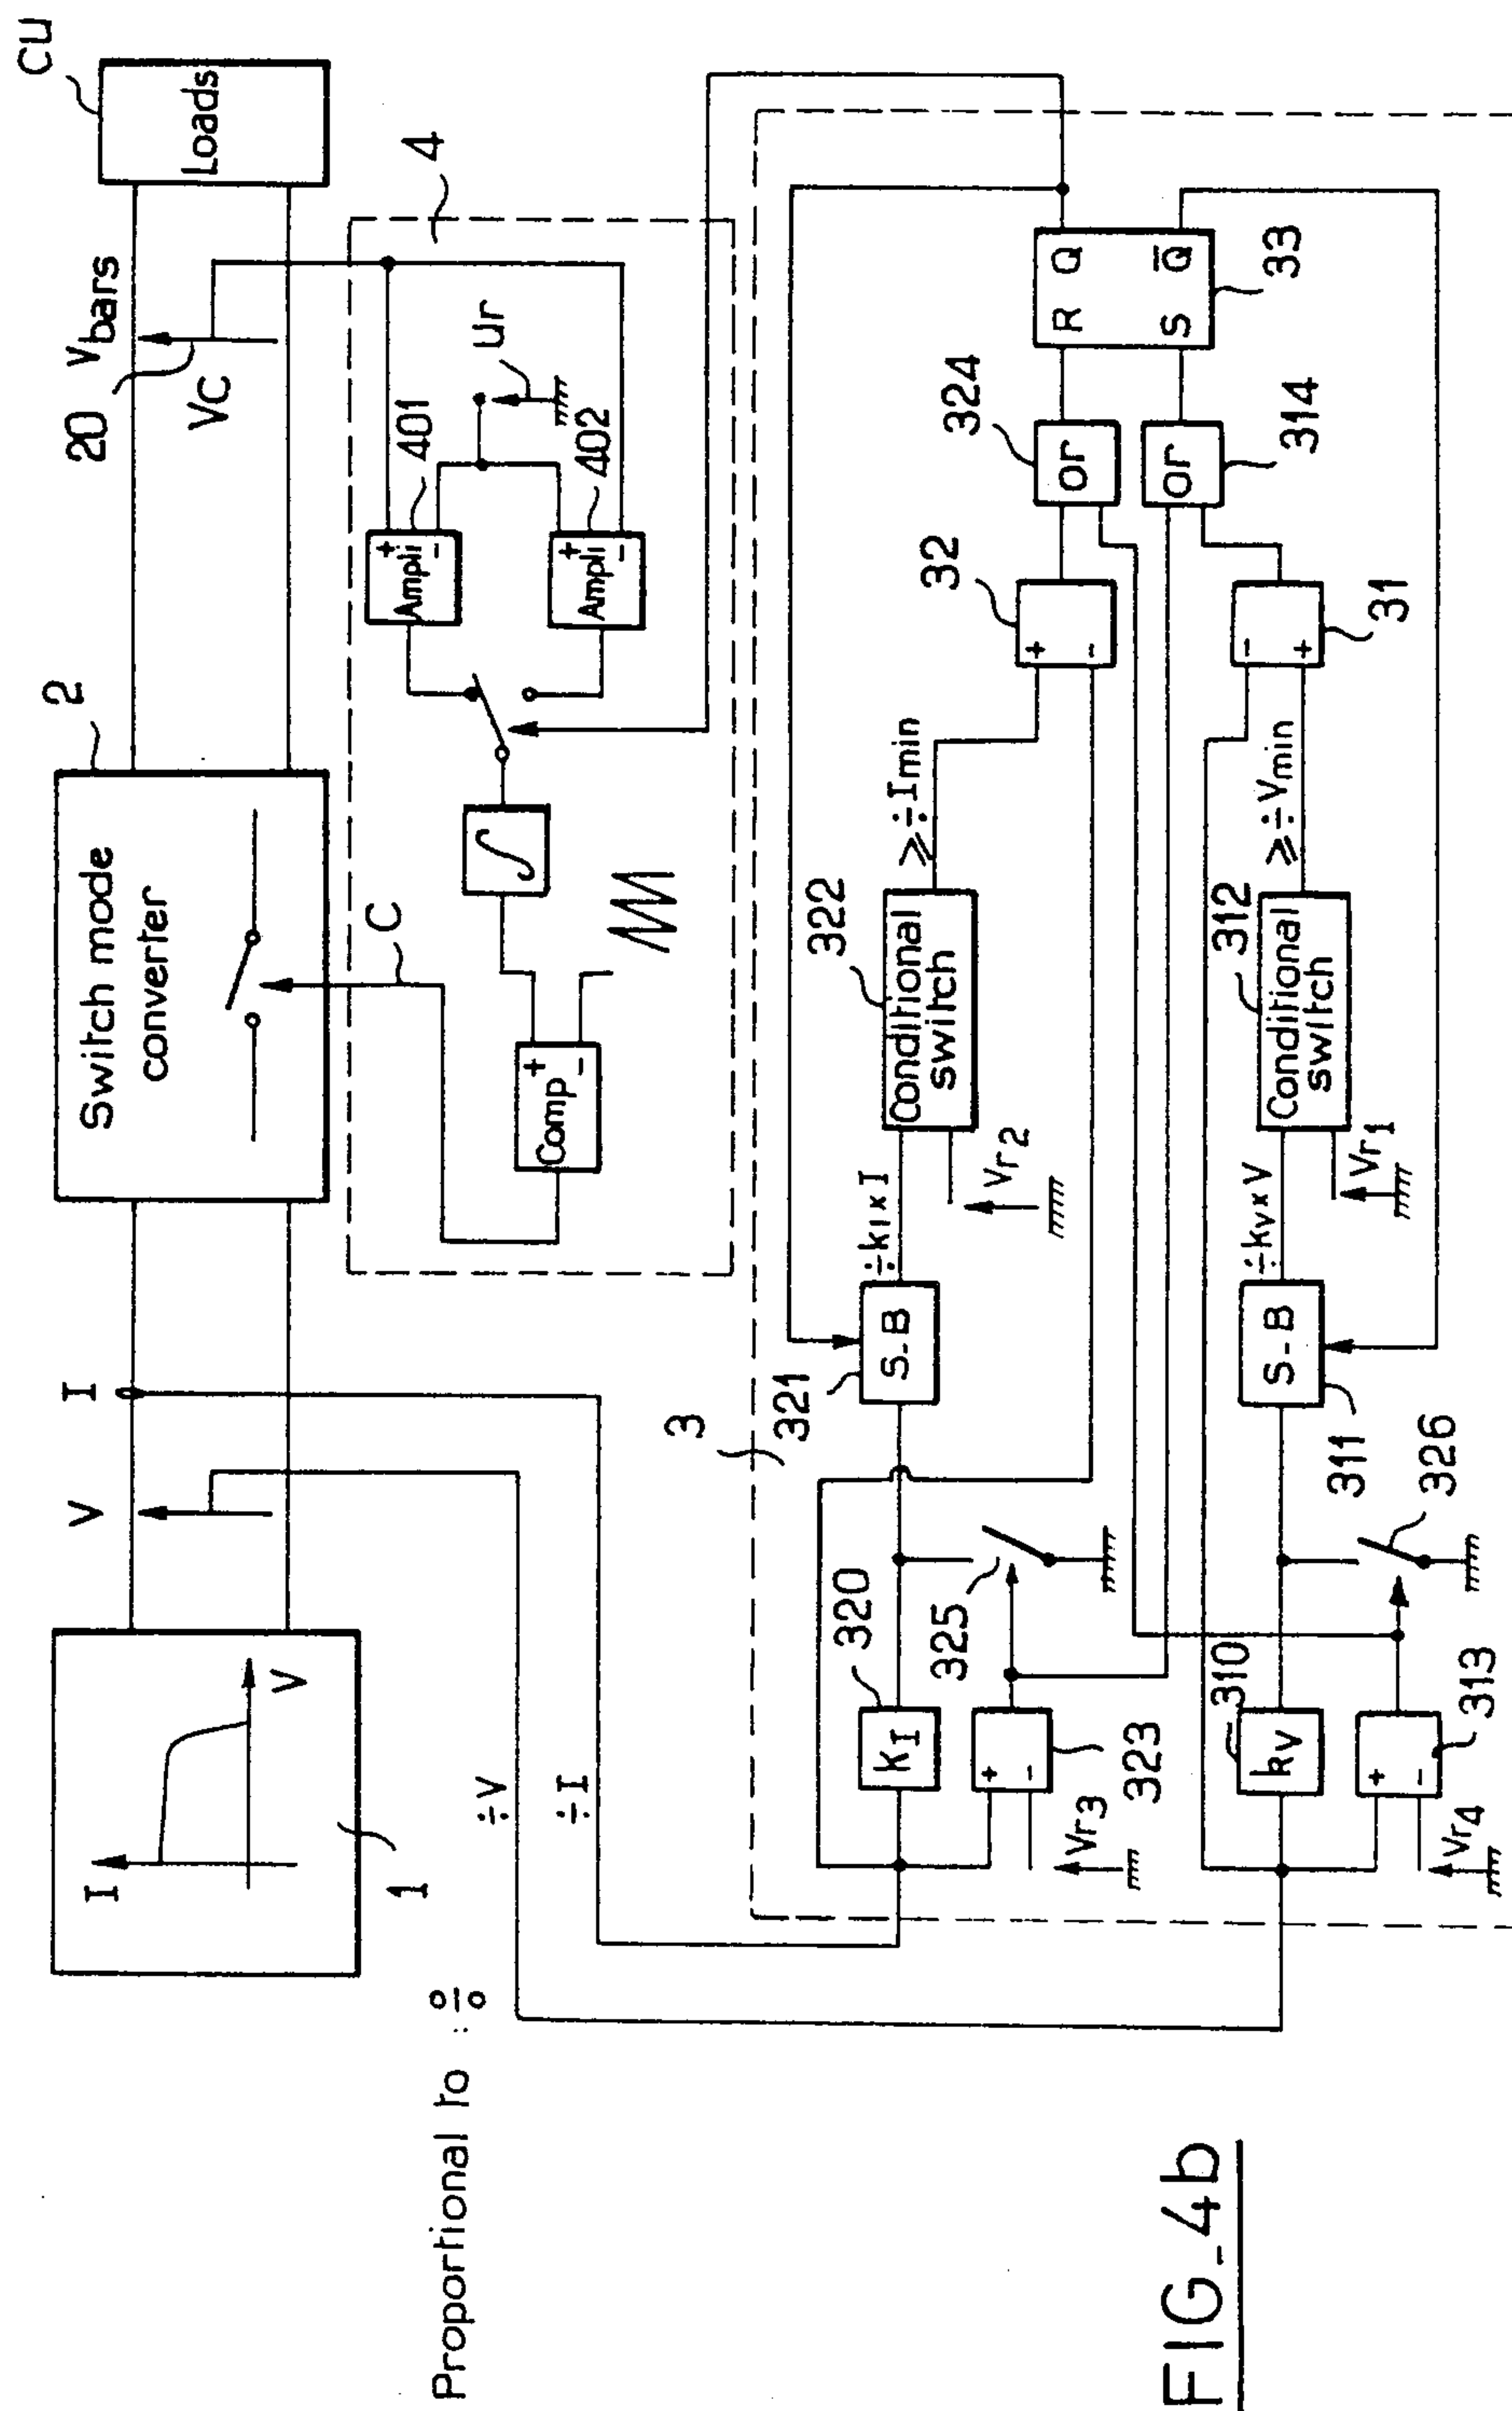 I
V
1
V
I
Switch mode
converter
2
20
Vbars
VC
Loads
CU
÷V
÷I
Proportional to : ÷
C
Comp
+
-
∫
Ampli
+
-
401
Ampli
+
-
402
Ur
4
3
kI
320
321
S-B
÷kI×I
Conditional
switch
322
≥÷Imin
Vr2
32
+
-
324
or
R
Q
S
Q̅
33
or
314
325
+
-
323
Vr3
310
kV
S-B
311
÷kV×V
Conditional
switch
312
≥÷Vmin
Vr1
-
+
31
326
+
-
313
Vr4
FIG_4b